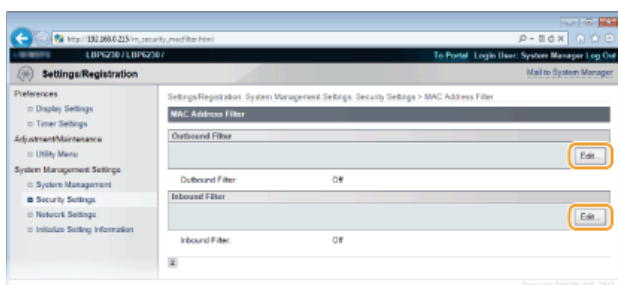 http://192.168.0.215/m_security_macfilter.html
LBP6230 / LBP6230 /
To Portal Login User: System Manager Log Out
Settings/Registration
Mail to System Manager
Preferences
Display Settings
Timer Settings
Adjustment/Maintenance
Utility Menu
System Management Settings
System Management
Security Settings
Network Settings
Initialize Setting Information
Settings/Registration: System Management Settings: Security Settings > MAC Address Filter
MAC Address Filter
Outbound Filter
Edit...
Outbound Filter: Off
Inbound Filter
Edit...
Inbound Filter: Off